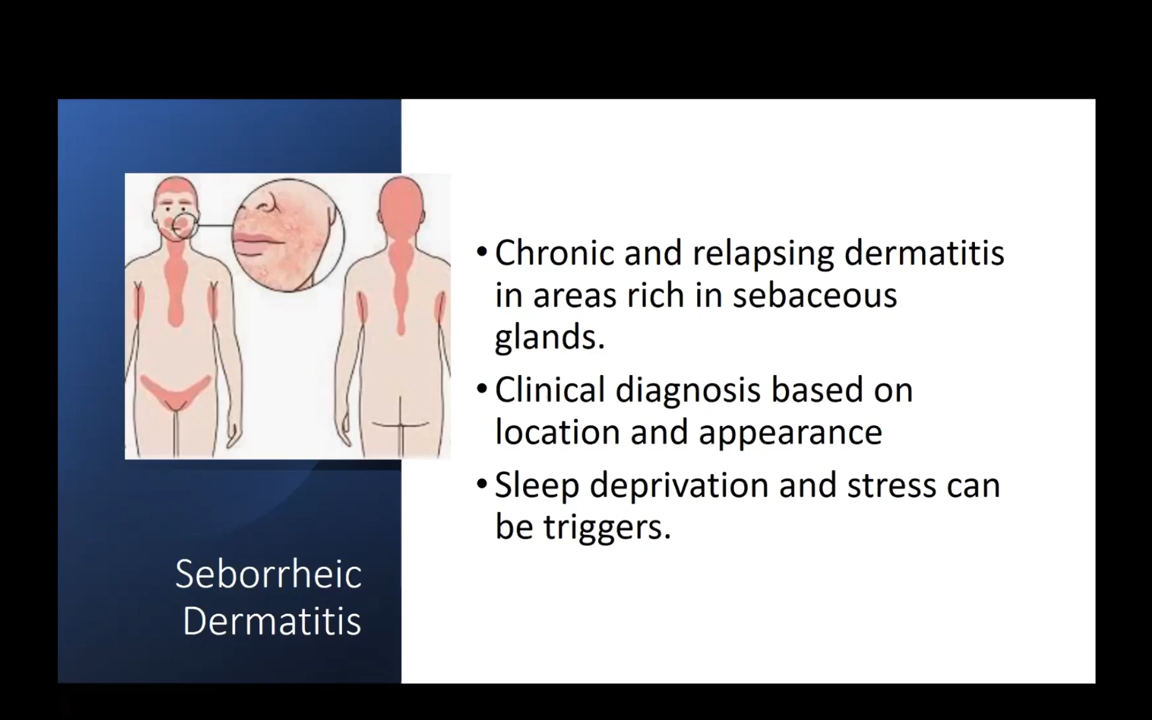 Seborrheic
Dermatitis
• Chronic and relapsing dermatitis
in areas rich in sebaceous
glands.
• Clinical diagnosis based on
location and appearance
• Sleep deprivation and stress can
be triggers.